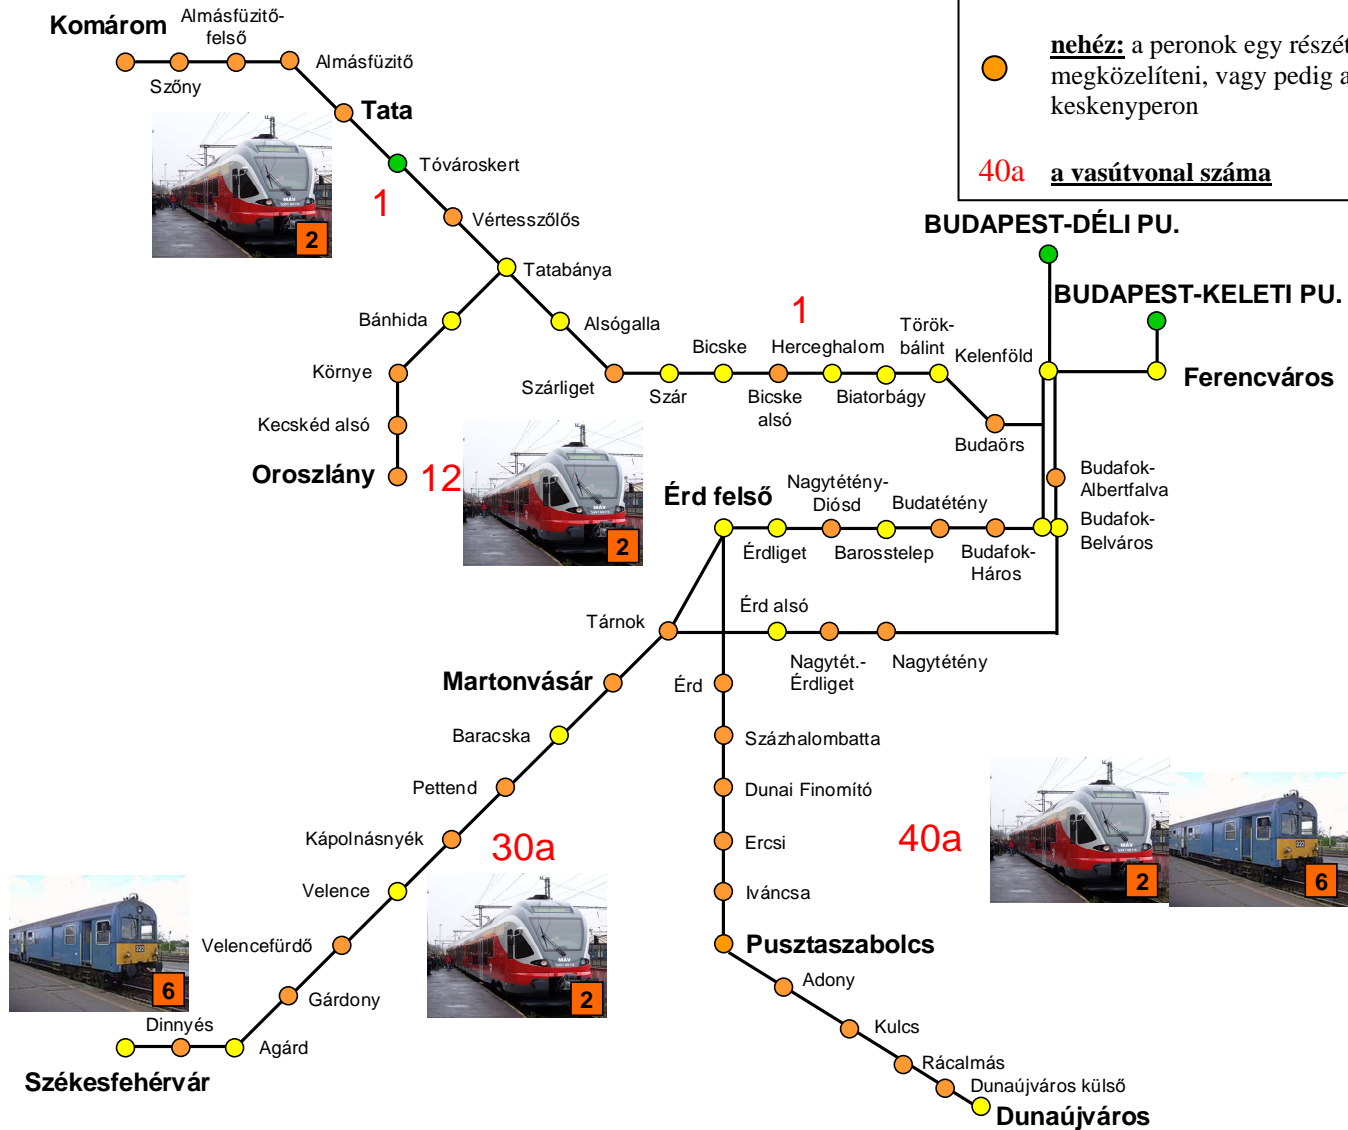 Komárom
Almásfüzitő-
felső
Szőny
Almásfüzitő
Tata
Tóvároskert
1
Vértesszőlős
2
Tatabánya
Bánhida
Alsógalla
Környe
Kecskéd alsó
Oroszlány
12
2
Szárliget
Szár
Bicske
Bicske
alsó
1
Herceghalom
Biatorbágy
Török-
bálint
Budaörs
Kelenföld
nehéz: a peronok egy részét
megközelíteni, vagy pedig a
keskenyperon
40a a vasútvonal száma
BUDAPEST-DÉLI PU.
BUDAPEST-KELETI PU.
Ferencváros
Budafok-
Albertfalva
Budafok-
Belváros
Érd felső
Érdliget
Nagytétény-
Diósd
Barosstelep
Budatétény
Budafok-
Háros
Tárnok
Érd alsó
Nagytét.-
Érdliget
Nagytétény
Martonvásár
Baracska
Pettend
Kápolnásnyék
30a
Velence
Velencefürdő
2
Gárdony
6
Dinnyés
Agárd
Székesfehérvár
Érd
Százhalombatta
Dunai Finomító
Ercsi
40a
Iváncsa
2
6
Pusztaszabolcs
Adony
Kulcs
Rácalmás
Dunaújváros külső
Dunaújváros